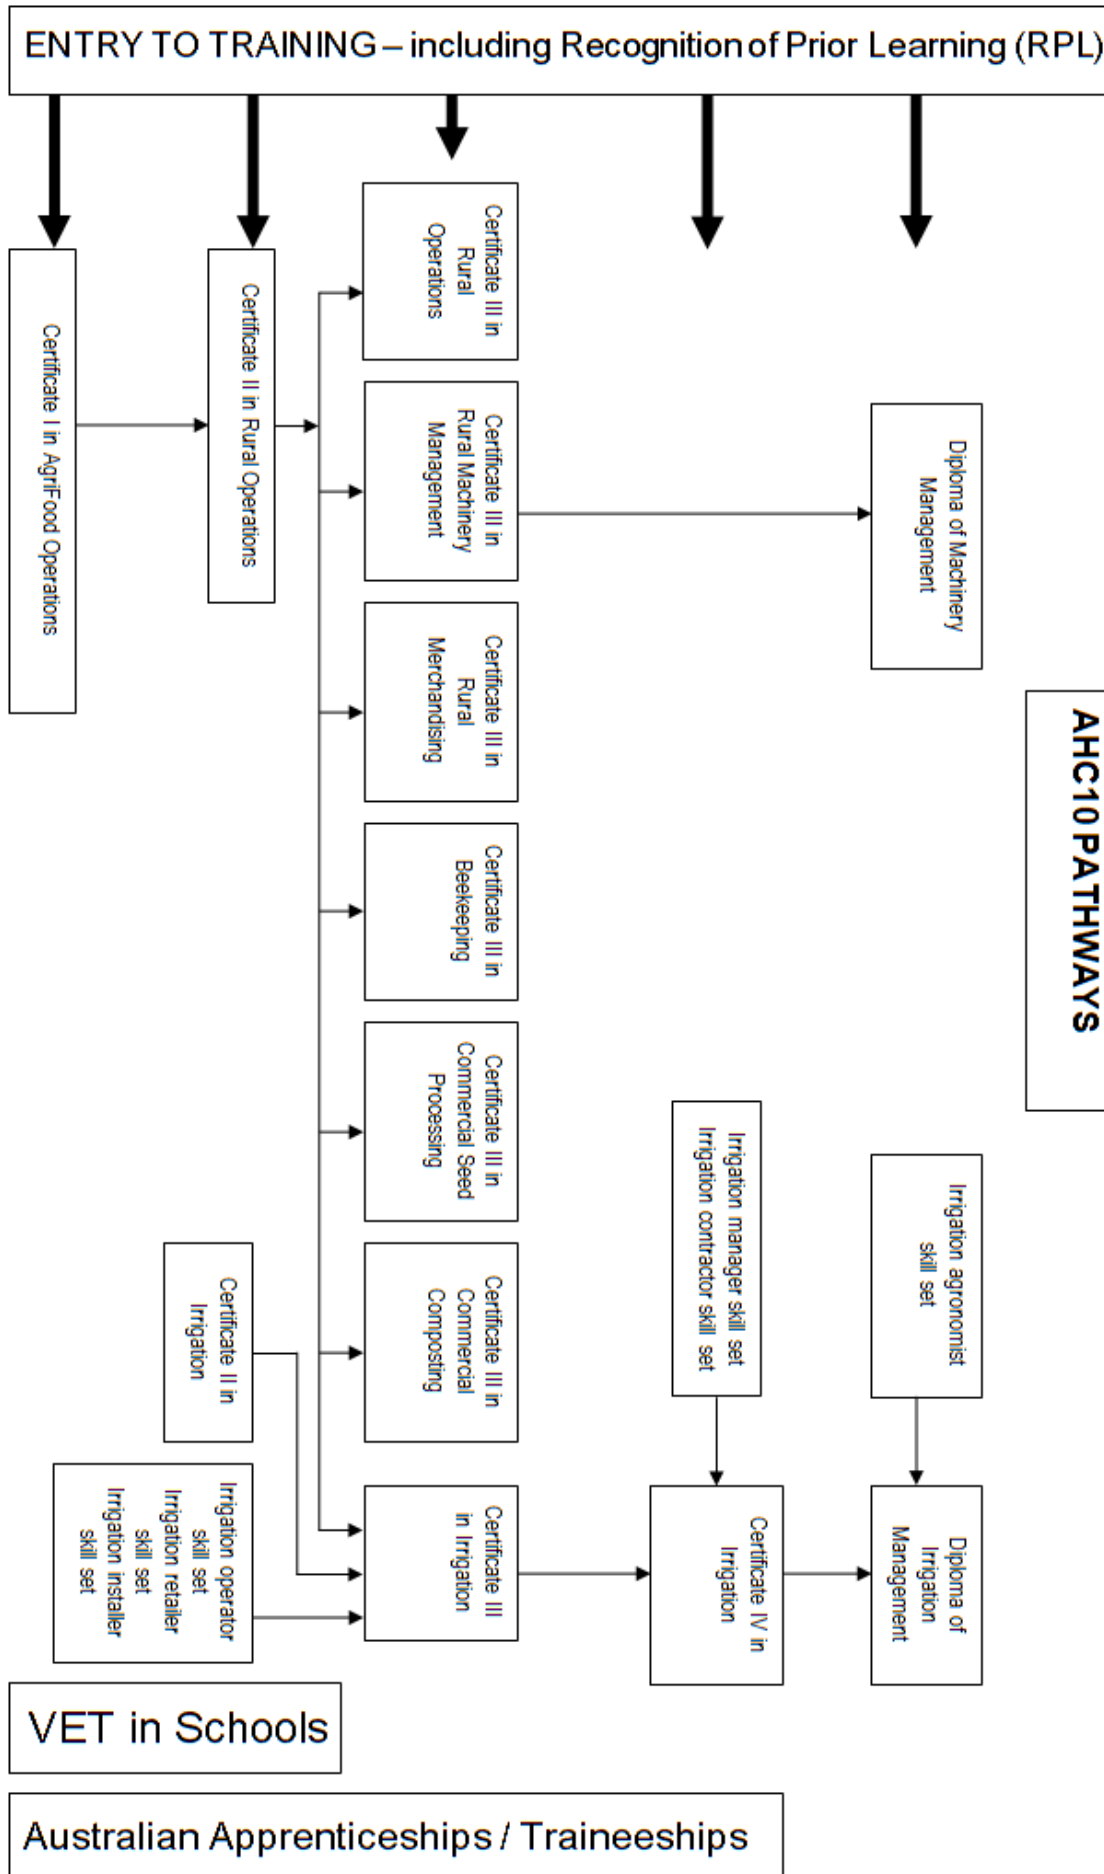 ENTRY TO TRAINING – including Recognition of Prior Learning (RPL)
Certificate III in
Rural
Operations
Certificate I in AgriFood Operations
Certificate II in Rural Operations
Certificate III in
Rural Machinery
Management
Diploma of Machinery
Management
Certificate III in
Rural
Merchandising
AHC10 PATHWAYS
Certificate III in
Beekeeping
Certificate III in
Commercial Seed
Processing
Irrigation manager skill set
Irrigation contractor skill set
Irrigation agronomist
skill set
Certificate II in
Irrigation
Certificate III in
Commercial
Composting
Irrigation operator
skill set
Irrigation retailer
skill set
Irrigation installer
skill set
Certificate III
in Irrigation
Certificate IV in
Irrigation
Diploma of
Irrigation
Management
VET in Schools
Australian Apprenticeships / Traineeships